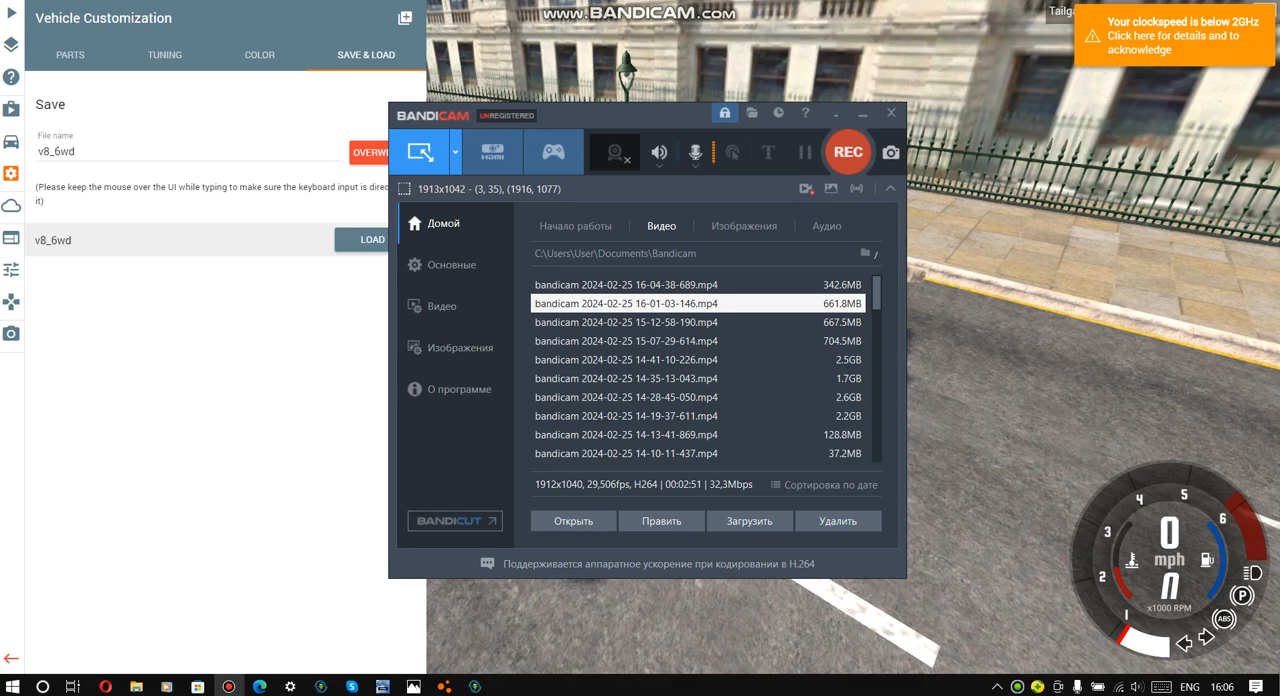 Vehicle Customization
PARTS
TUNING
COLOR
SAVE & LOAD
Save
File name
v8_6wd
OVERW
(Please keep the mouse over the UI while typing to make sure the keyboard input is direc
it)
v8_6wd
LOAD
www.BANDICAM.com
Tailga
Your clockspeed is below 2GHz
Click here for details and to
acknowledge
BANDICAM UNREGISTERED
HDMI
REC
1913x1042 - (3, 35), (1916, 1077)
Домой
Основные
Видео
Изображения
О программе
BANDICUT
Начало работы
Видео
Изображения
Аудио
C:\Users\User\Documents\Bandicam
bandicam 2024-02-25 16-04-38-689.mp4 342.6MB
bandicam 2024-02-25 16-01-03-146.mp4 661.8MB
bandicam 2024-02-25 15-12-58-190.mp4 667.5MB
bandicam 2024-02-25 15-07-29-614.mp4 704.5MB
bandicam 2024-02-25 14-41-10-226.mp4 2.5GB
bandicam 2024-02-25 14-35-13-043.mp4 1.7GB
bandicam 2024-02-25 14-28-45-050.mp4 2.6GB
bandicam 2024-02-25 14-19-37-611.mp4 2.2GB
bandicam 2024-02-25 14-13-41-869.mp4 128.8MB
bandicam 2024-02-25 14-10-11-437.mp4 37.2MB
1912x1040, 29,506fps, H264 | 00:02:51 | 32,3Mbps
Сортировка по дате
Открыть
Править
Загрузить
Удалить
Поддерживается аппаратное ускорение при кодировании в H.264
1
2
3
4
5
6
0
mph
n
x1000 RPM
P
ABS
ENG
16:06